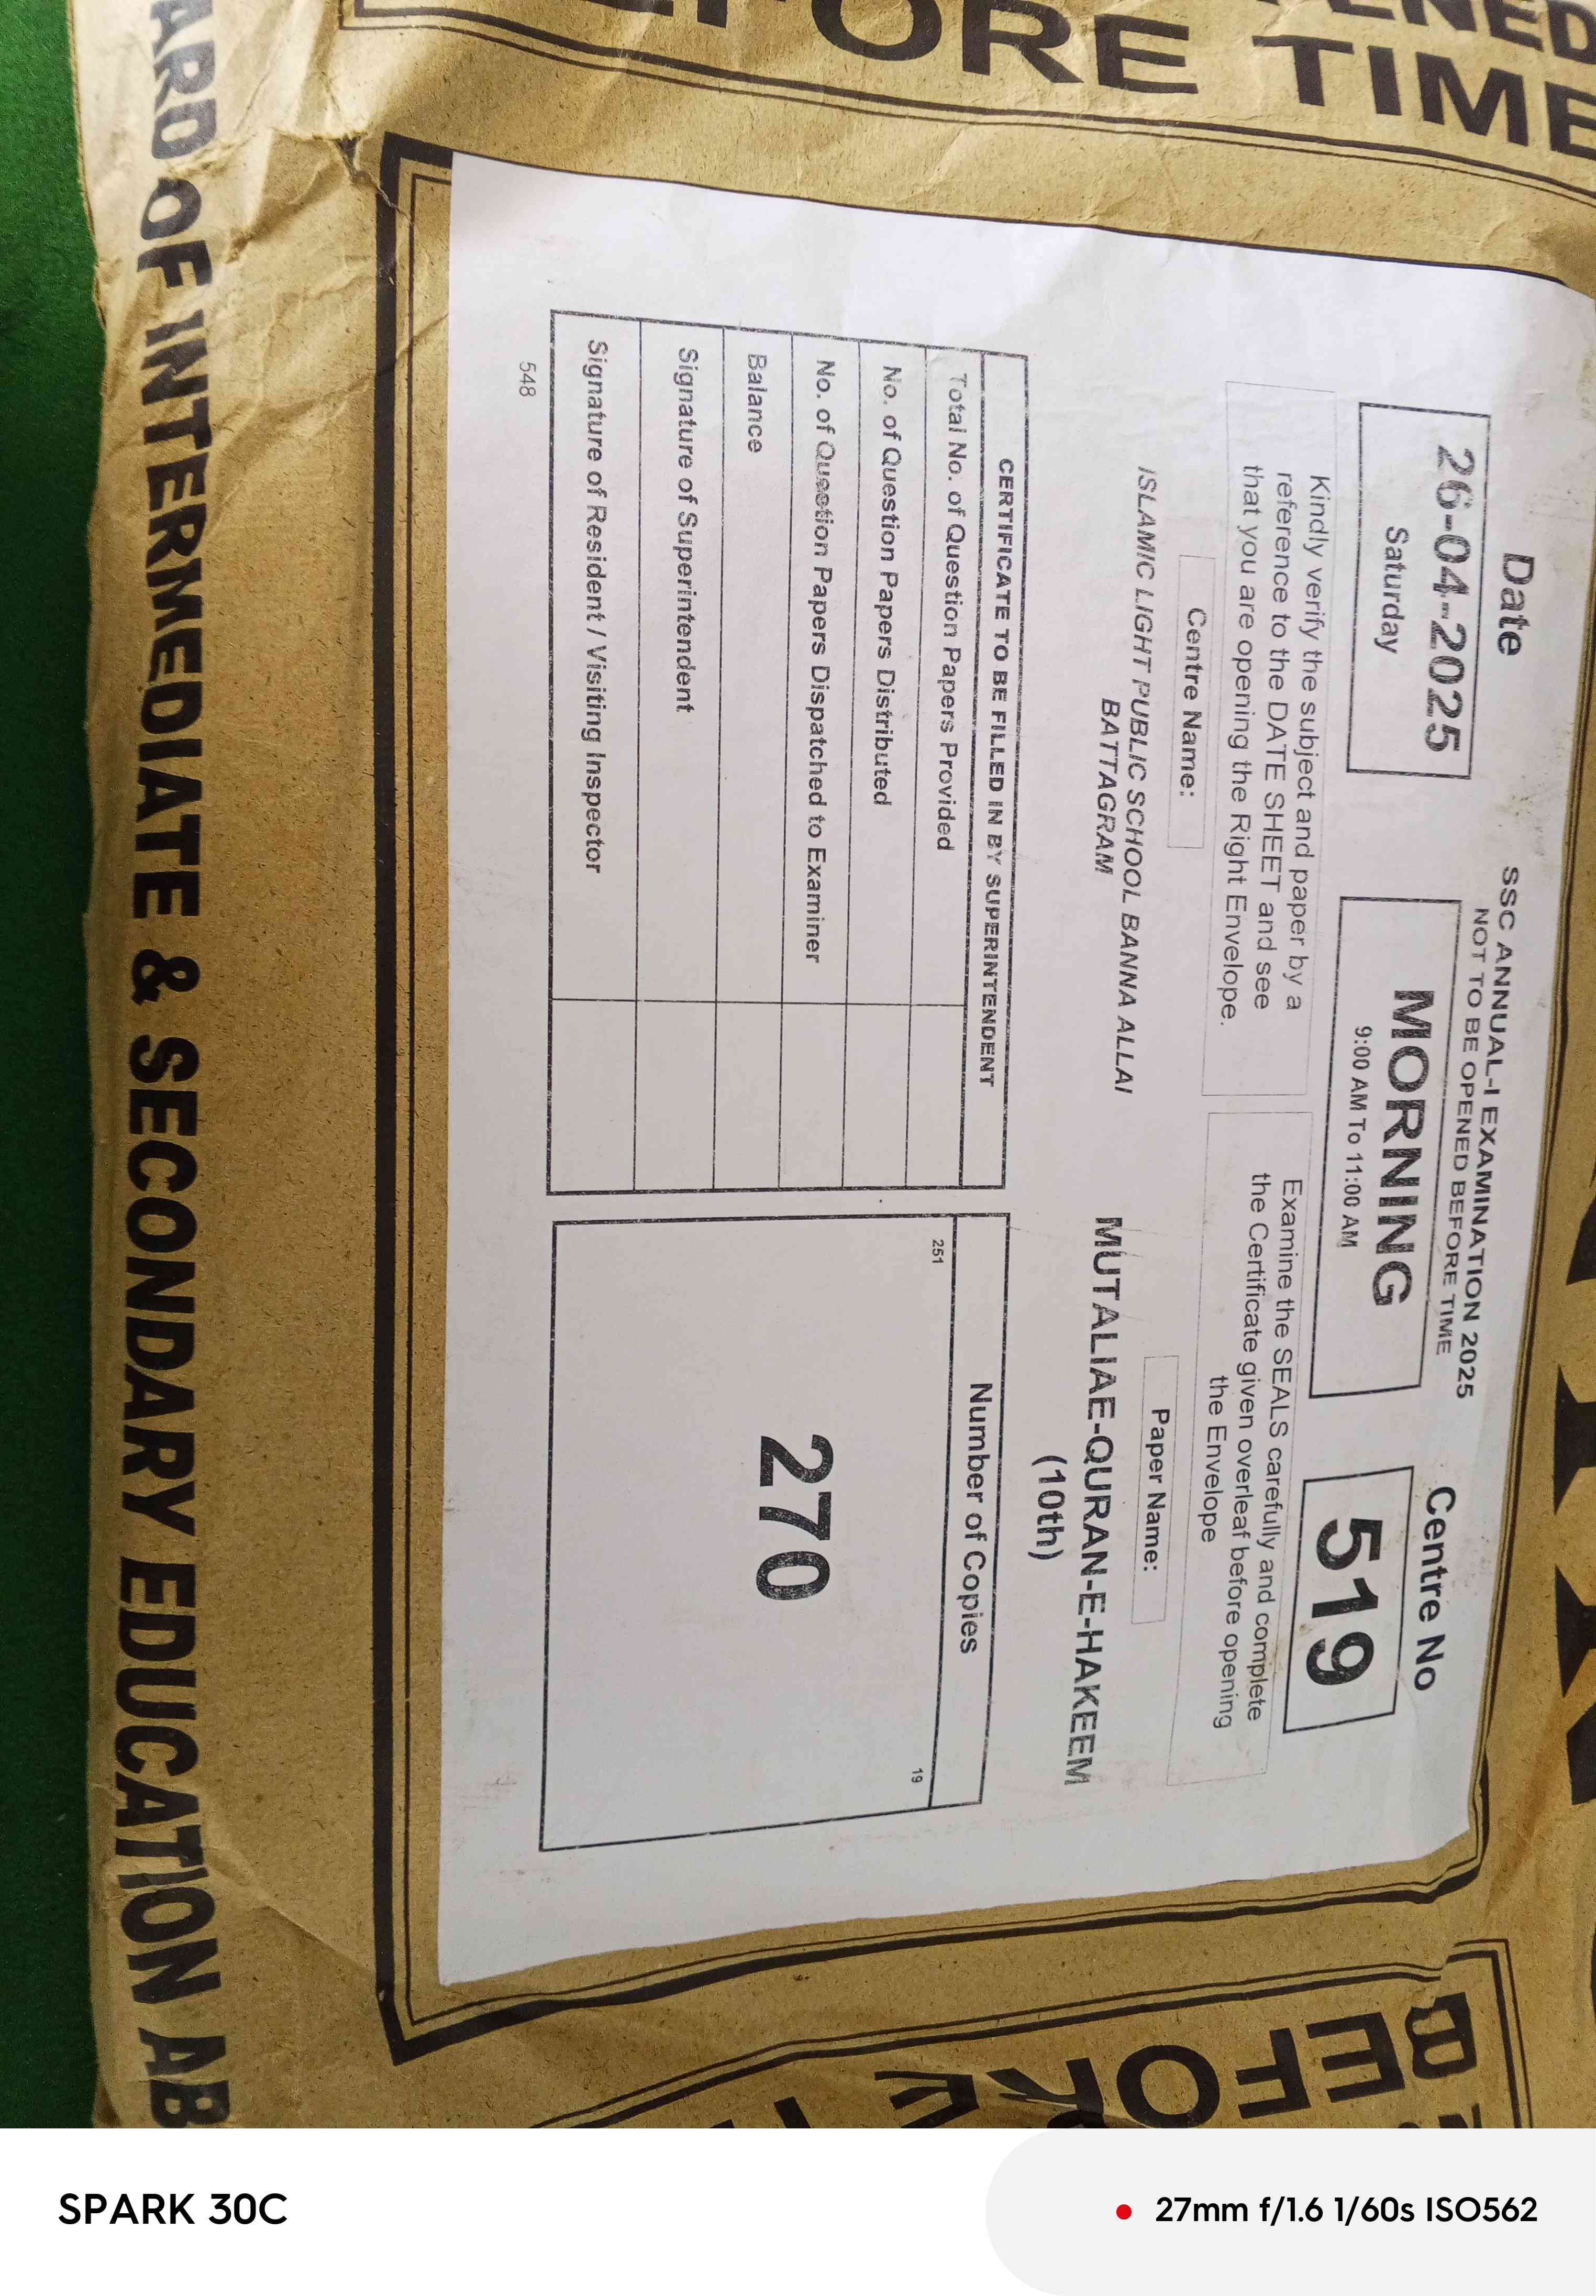 ENED
FORE TIME
Date
26-04-2025
Saturday
SSC ANNUAL-I EXAMINATION 2025
NOT TO BE OPENED BEFORE TIME
MORNING
9:00 AM To 11:00 AM
Centre No
519
Kindly verify the subject and paper by a
reference to the DATE SHEET and see
that you are opening the Right Envelope.
Examine the SEALS carefully and complete
the Certificate given overleaf before opening
the Envelope
Centre Name:
ISLAMIC LIGHT PUBLIC SCHOOL BANNA ALLAI
BATTAGRAM
Paper Name:
MUTALIAE-QURAN-E-HAKEEM
(10th)
CERTIFICATE TO BE FILLED IN BY SUPERINTENDENT
Total No. of Question Papers Provided
No. of Question Papers Distributed
No. of Question Papers Dispatched to Examiner
Balance
Signature of Superintendent
Signature of Resident / Visiting Inspector
548
Number of Copies
251
19
270
ARD OF INTERMEDIATE & SECONDARY EDUCATION AB
SPARK 30C
27mm f/1.6 1/60s ISO562